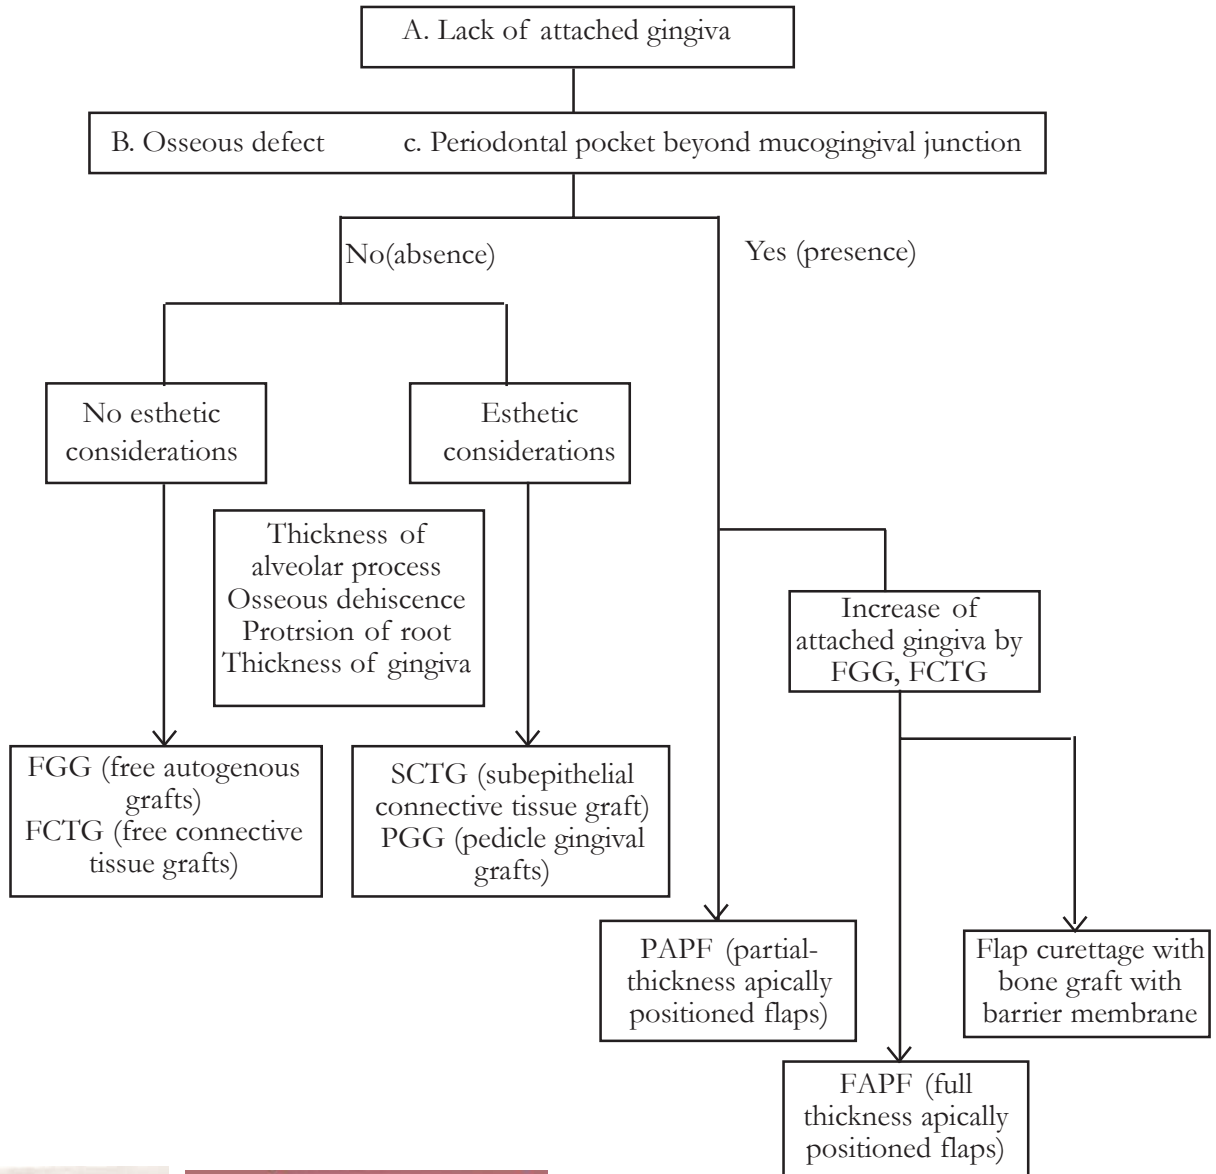 A. Lack of attached gingiva
B. Osseous defect c. Periodontal pocket beyond mucogingival junction
No(absence)
Yes (presence)
No esthetic
considerations
Esthetic
considerations
Thickness of
alveolar process
Osseous dehiscence
Protrsion of root
Thickness of gingiva
Increase of
attached gingiva by
FGG, FCTG
FGG (free autogenous
grafts)
FCTG (free connective
tissue grafts)
SCTG (subepithelial
connective tissue graft)
PGG (pedicle gingival
grafts)
PAPF (partial-
thickness apically
positioned flaps)
Flap curettage with
bone graft with
barrier membrane
FAPF (full
thickness apically
positioned flaps)